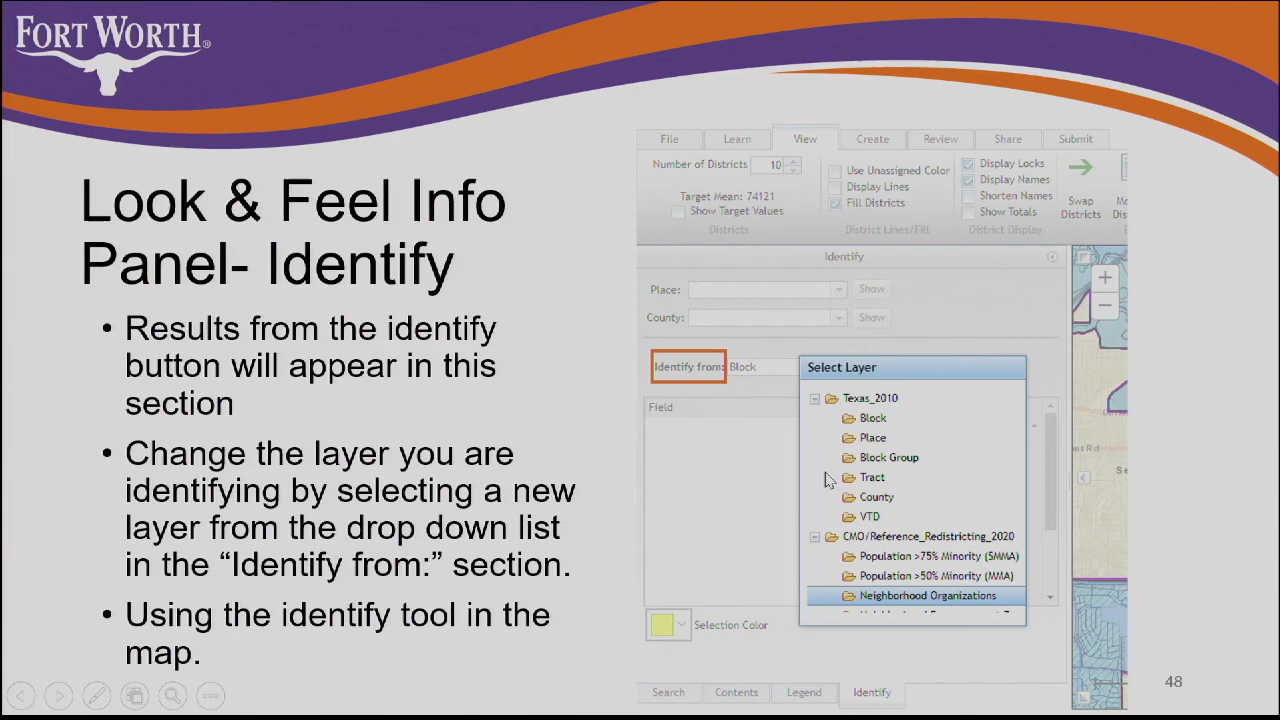 FORT WORTH®
Look & Feel Info
Panel- Identify
• Results from the identify
button will appear in this
section
• Change the layer you are
identifying by selecting a new
layer from the drop down list
in the “Identify from:” section.
• Using the identify tool in the
map.
File Learn View Create Review Share Submit
Number of Districts 10
Target Mean: 74121
Show Target Values
Districts
Use Unassigned Color
Display Lines
Fill Districts
District Lines/Fill
Display Locks
Display Names
Shorten Names
Show Totals
District Display
Swap
Districts
Identify
Place: Show
County: Show
Identify from: Block
Field
Select Layer
Texas_2010
Block
Place
Block Group
Tract
County
VTD
CMO/Reference_Redistricting_2020
Population >75% Minority (SMMA)
Population >50% Minority (MMA)
Neighborhood Organizations
Selection Color
Search Contents Legend Identify
48